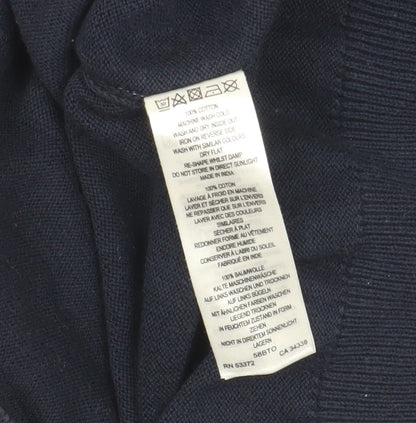 100% COTTON
MACHINE WASH COLD
WASH AND DRY INSIDE OUT
IRON ON REVERSE SIDE
WASH WITH SIMILAR COLOURS
DRY FLAT
RE-SHAPE WHILST DAMP
DO NOT STORE IN DIRECT SUNLIGHT
MADE IN INDIA
100% COTON
LAVAGE À FROID EN MACHINE
LAVER ET SÉCHER SUR L'ENVERS
NE REPASSER QUE SUR L'ENVERS
LAVER AVEC DES COULEURS
SIMILAIRES
SÉCHER À PLAT
REDONNER FORME AU VÊTEMENT
ENCORE HUMIDE
CONSERVER À L'ABRI DU SOLEIL
FABRIQUÉ EN INDE
100% BAUMWOLLE
KALTE MASCHINENWÄSCHE
AUF LINKS WASCHEN UND TROCKNEN
AUF LINKS BÜGELN
MIT ÄHNLICHEN FARBEN WASCHEN
LIEGEND TROCKNEN
IN FEUCHTEM ZUSTAND IN FORM
ZIEHEN
NICHT IN DIREKTEM SONNENLICHT
LAGERN
58BTO CA 34339
RN 53372